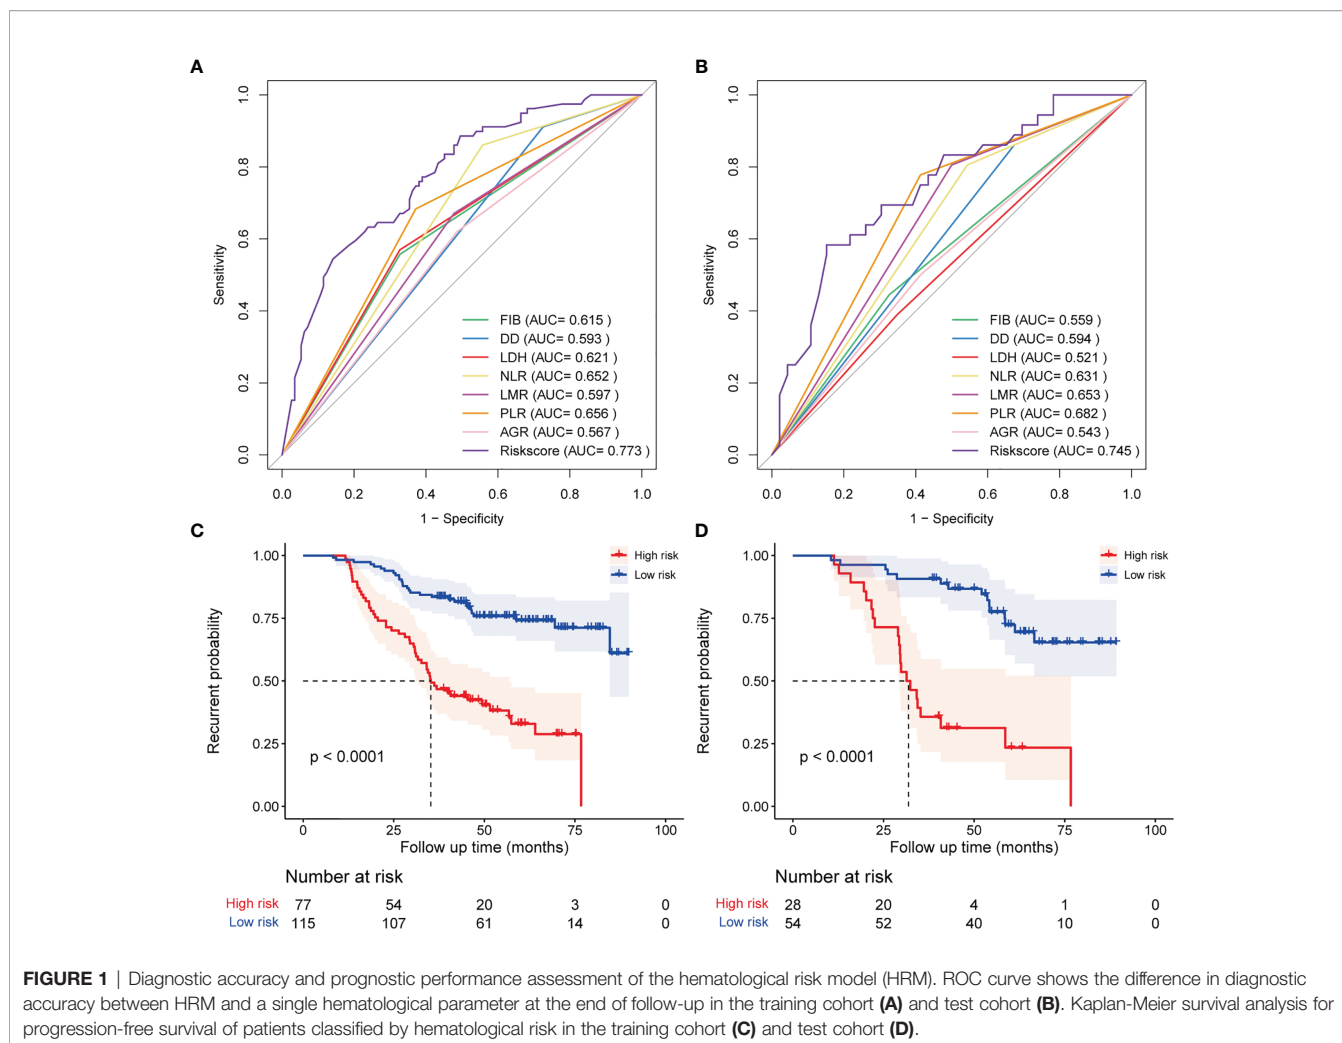 A
1.0
0.8
0.6
0.4
0.2
0.0
Sensitivity
FIB (AUC= 0.615 )
DD (AUC= 0.593 )
LDH (AUC= 0.621 )
NLR (AUC= 0.652 )
LMR (AUC= 0.597 )
PLR (AUC= 0.656 )
AGR (AUC= 0.567 )
Riskscore (AUC= 0.773 )
0.0 0.2 0.4 0.6 0.8 1.0
1 − Specificity
B
1.0
0.8
0.6
0.4
0.2
0.0
Sensitivity
FIB (AUC= 0.559 )
DD (AUC= 0.594 )
LDH (AUC= 0.521 )
NLR (AUC= 0.631 )
LMR (AUC= 0.653 )
PLR (AUC= 0.682 )
AGR (AUC= 0.543 )
Riskscore (AUC= 0.745 )
0.0 0.2 0.4 0.6 0.8 1.0
1 − Specificity
C
High risk
Low risk
1.00
0.75
0.50
0.25
0.00
Recurrent probability
p < 0.0001
0 25 50 75 100
Follow up time (months)
Number at risk
High risk 77 54 20 3 0
Low risk 115 107 61 14 0
D
High risk
Low risk
1.00
0.75
0.50
0.25
0.00
Recurrent probability
p < 0.0001
0 25 50 75 100
Follow up time (months)
Number at risk
High risk 28 20 4 1 0
Low risk 54 52 40 10 0
FIGURE 1 | Diagnostic accuracy and prognostic performance assessment of the hematological risk model (HRM). ROC curve shows the difference in diagnostic
accuracy between HRM and a single hematological parameter at the end of follow-up in the training cohort (A) and test cohort (B). Kaplan-Meier survival analysis for
progression-free survival of patients classified by hematological risk in the training cohort (C) and test cohort (D).